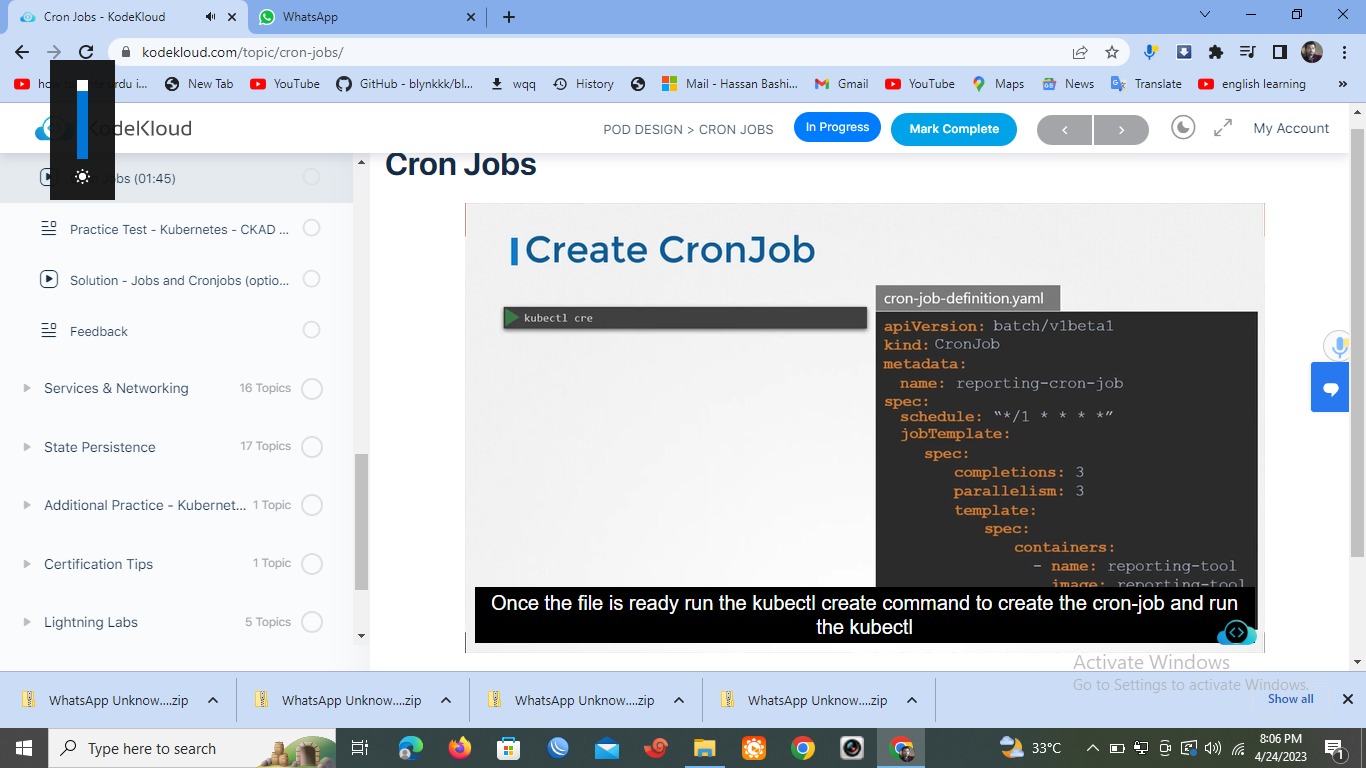 Cron Jobs - KodeKloud
WhatsApp
kodekloud.com/topic/cron-jobs/
urdu i...
New Tab
YouTube
GitHub - blynkkk/bl...
wqq
History
Mail - Hassan Bashi...
Gmail
YouTube
Maps
News
Translate
english learning
»
KodeKloud
POD DESIGN > CRON JOBS
In Progress
Mark Complete
My Account
Jobs (01:45)
Practice Test - Kubernetes - CKAD ...
Solution - Jobs and Cronjobs (optio...
Feedback
Services & Networking 16 Topics
State Persistence 17 Topics
Additional Practice - Kubernet... 1 Topic
Certification Tips 1 Topic
Lightning Labs 5 Topics
Cron Jobs
Create CronJob
kubectl cre
cron-job-definition.yaml
apiVersion: batch/v1beta1
kind: CronJob
metadata:
name: reporting-cron-job
spec:
schedule: “*/1 * * * *”
jobTemplate:
spec:
completions: 3
parallelism: 3
template:
spec:
containers:
- name: reporting-tool
image: reporting-tool
Once the file is ready run the kubectl create command to create the cron-job and run
the kubectl
Activate Windows
Go to Settings to activate Windows.
WhatsApp Unknow....zip
WhatsApp Unknow....zip
WhatsApp Unknow....zip
WhatsApp Unknow....zip
Show all
Type here to search
33°C
8:06 PM
4/24/2023
1